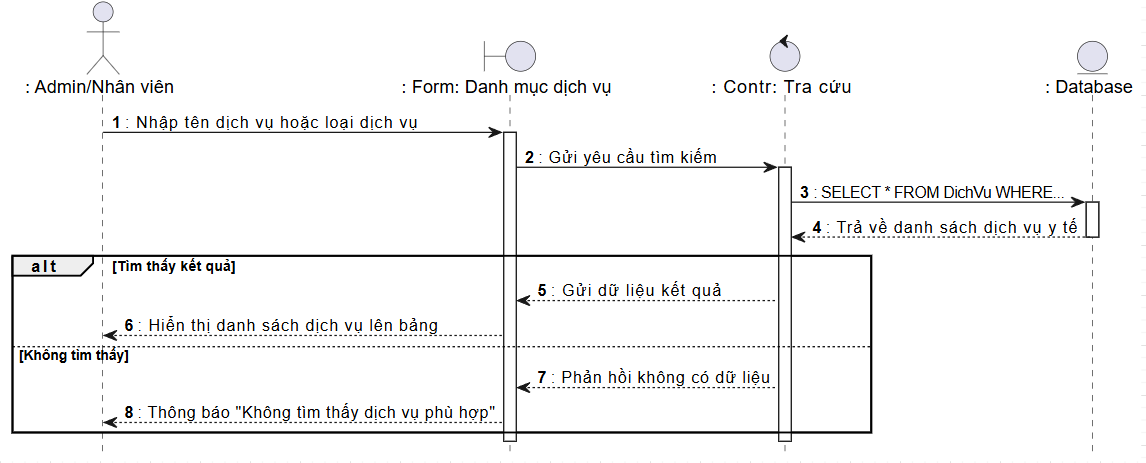 : Admin/Nhân viên
: Form: Danh mục dịch vụ
: Contr: Tra cứu
: Database
1 : Nhập tên dịch vụ hoặc loại dịch vụ
2 : Gửi yêu cầu tìm kiếm
3 : SELECT * FROM DichVu WHERE...
4 : Trả về danh sách dịch vụ y tế
alt [Tìm thấy kết quả]
5 : Gửi dữ liệu kết quả
6 : Hiển thị danh sách dịch vụ lên bảng
[Không tìm thấy]
7 : Phản hồi không có dữ liệu
8 : Thông báo "Không tìm thấy dịch vụ phù hợp"